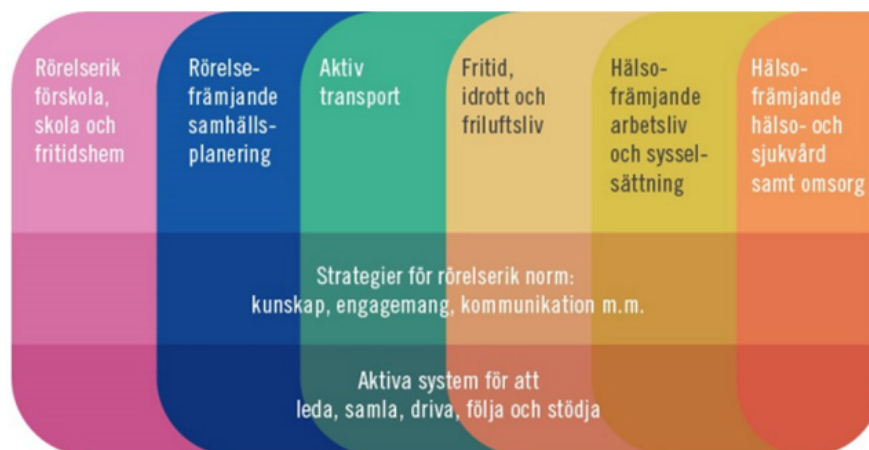 Rörelserik
förskola,
skola och
fritidshem
Rörelse-
främjande
samhälls-
planering
Aktiv
transport
Fritid,
idrott och
friluftsliv
Hälso-
främjande
arbetsliv
och syssel-
sättning
Hälso-
främjande
hälso- och
sjukvård
samt omsorg
Strategier för rörelserik norm:
kunskap, engagemang, kommunikation m.m.
Aktiva system för att
leda, samla, driva, följa och stödja